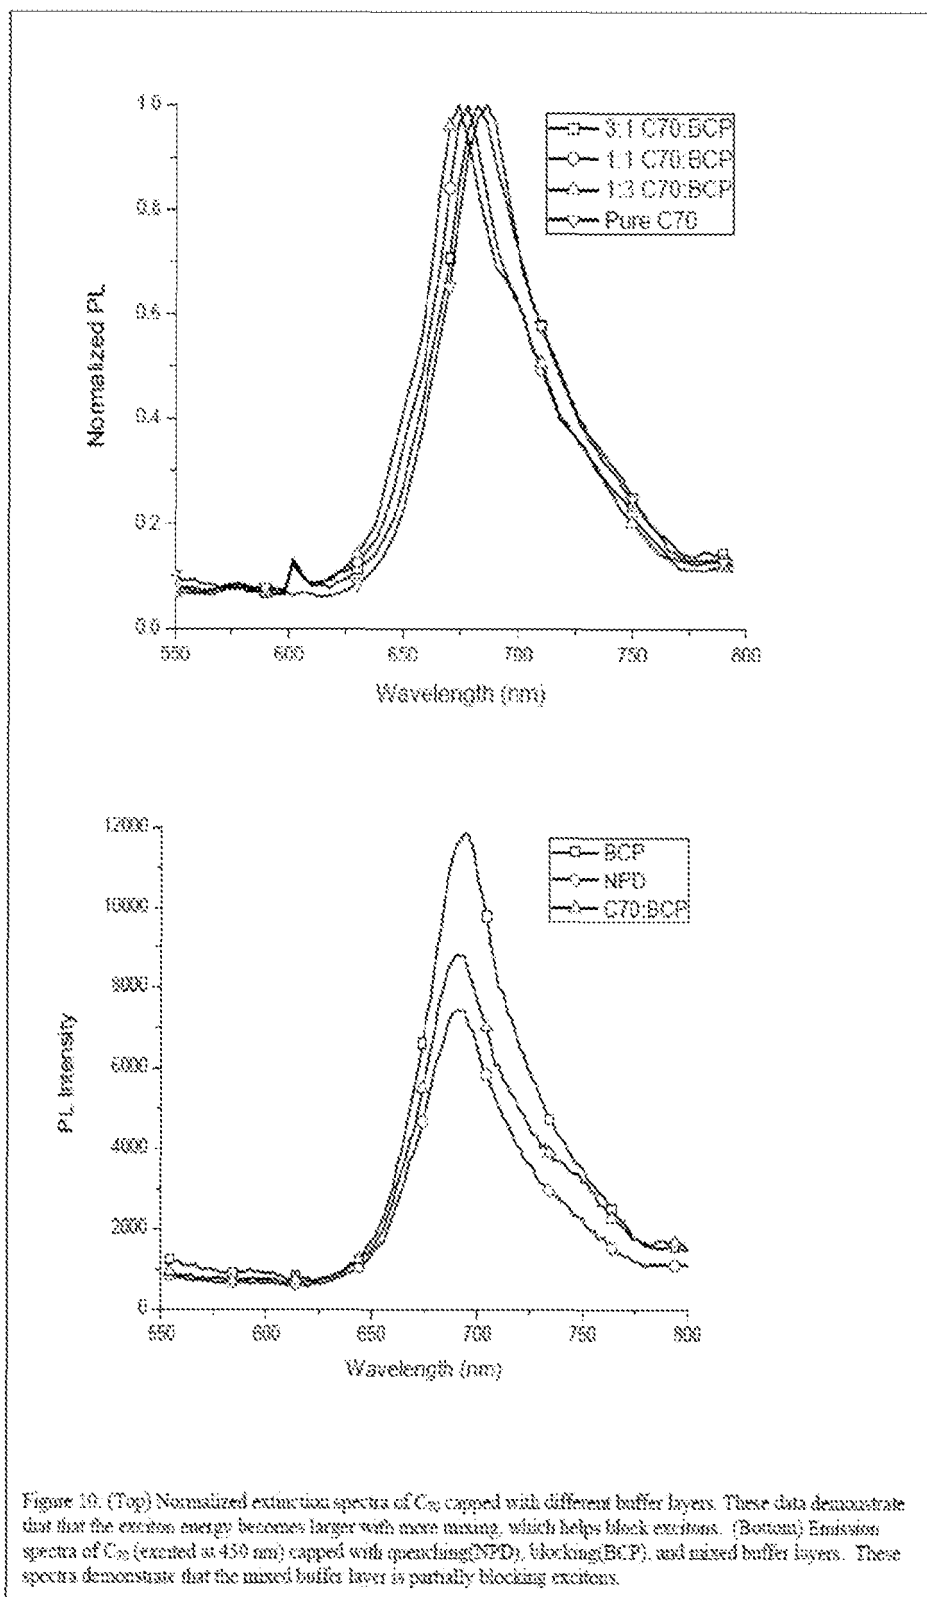 1.0
0.8
0.6
0.4
0.2
0.0
Normalized PL
3:1 C70:BCP
1:1 C70:BCP
1:3 C70:BCP
Pure C70
550 600 650 700 750 800
Wavelength (nm)
12000
10000
8000
6000
4000
2000
0
PL Intensity
BCP
NPD
C70:BCP
550 600 650 700 750 800
Wavelength (nm)
Figure 10. (Top) Normalized extinction spectra of C70 capped with different buffer layers. These data demonstrate
that that the exciton energy becomes larger with more mixing, which helps block excitons. (Bottom) Emission
spectra of C70 (excited at 450 nm) capped with quenching(NPD), blocking(BCP), and mixed buffer layers. These
spectra demonstrate that the mixed buffer layer is partially blocking excitons.